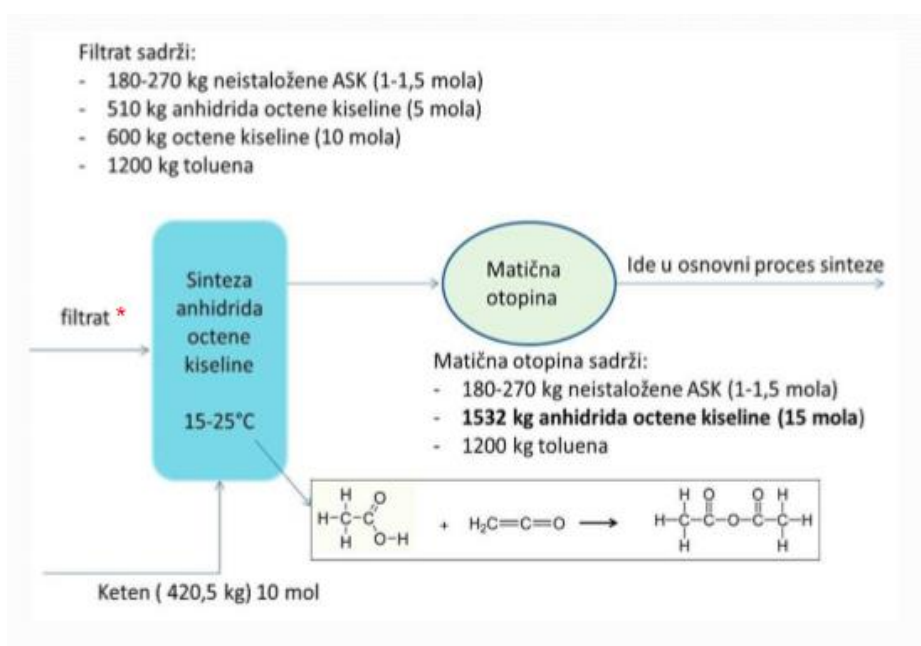 Filtrat sadrži:
- 180-270 kg neistaložene ASK (1-1,5 mola)
- 510 kg anhidrida octene kiseline (5 mola)
- 600 kg octene kiseline (10 mola)
- 1200 kg toluena
Sinteza
anhidrida
octene
kiseline
15-25°C
filtrat *
Matična
otopina
Ide u osnovni proces sinteze
Matična otopina sadrži:
- 180-270 kg neistaložene ASK (1-1,5 mola)
- 1532 kg anhidrida octene kiseline (15 mola)
- 1200 kg toluena
H O
H-C-C
H O-H
+ H₂C=C=O ⟶
H O O H
H-C-C-O-C-C-H
H H
Keten ( 420,5 kg) 10 mol